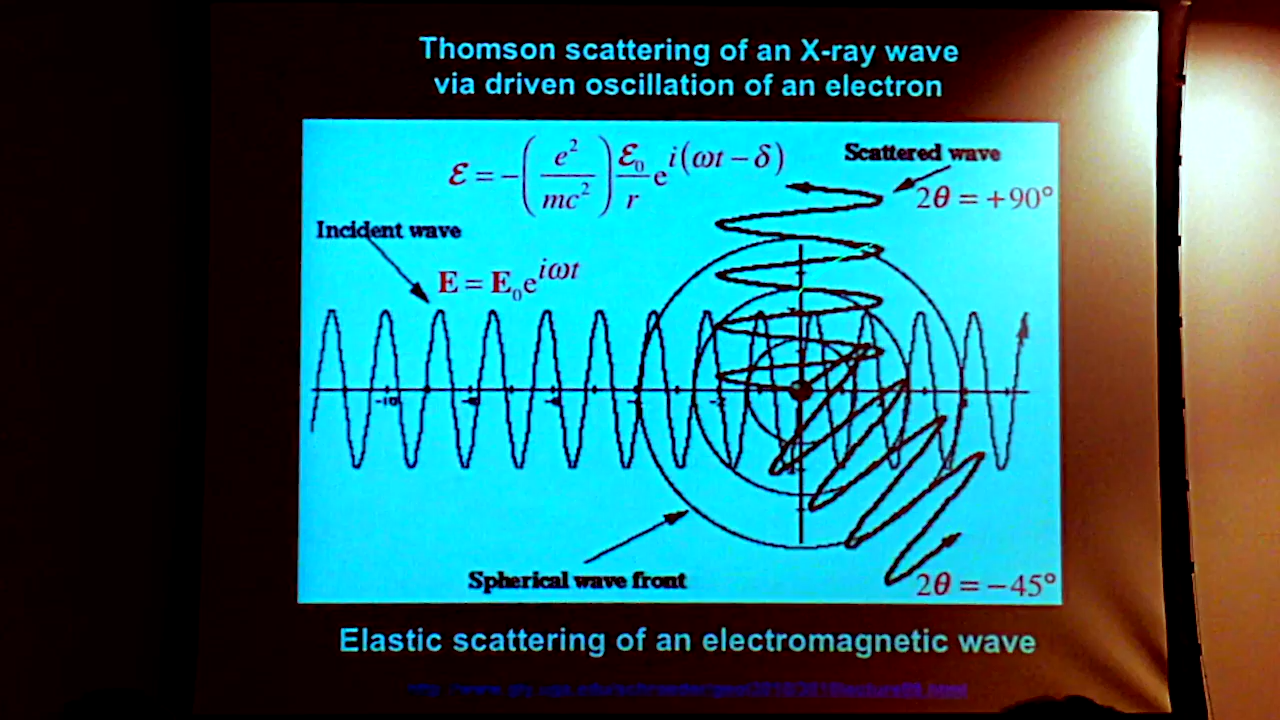 Thomson scattering of an X-ray wave
via driven oscillation of an electron
ℰ = −(e²/mc²) ℰ₀/r e^{i(ωt − δ)}
Scattered wave
2θ = +90°
Incident wave
E = E₀e^{iωt}
-10
Spherical wave front
2θ = −45°
Elastic scattering of an electromagnetic wave